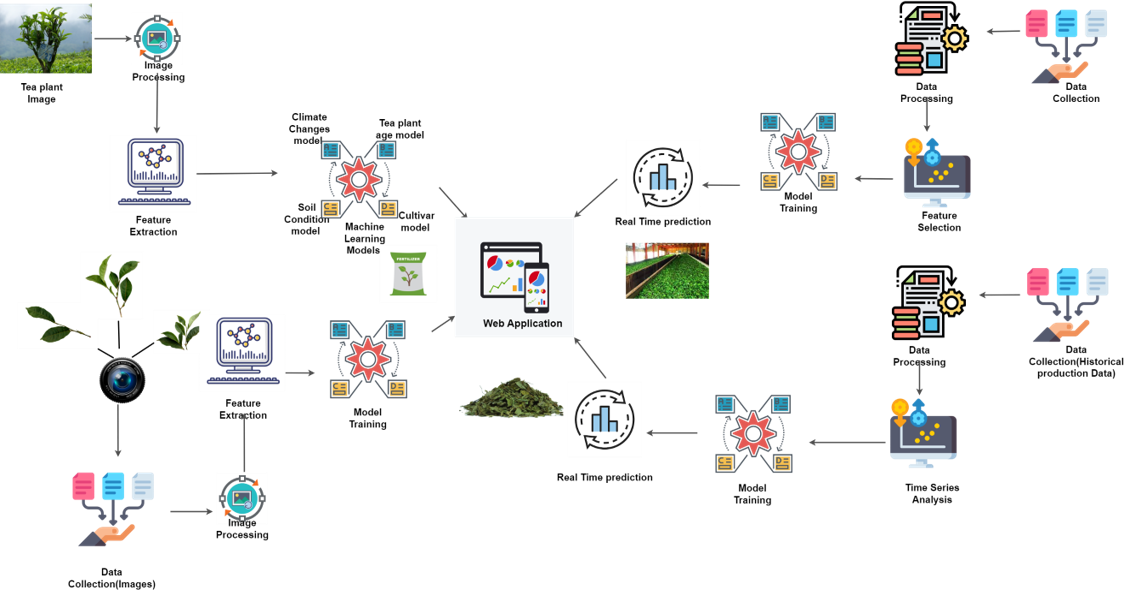 Tea plant
Image
Image
Processing
Feature
Extraction
Climate
Changes
model
Tea plant
age model
Soil
Condition
model
Machine
Learning
Models
Cultivar
model
FERTILIZER
Web Application
Real Time prediction
Model
Training
Feature
Selection
Data
Processing
Data
Collection
Data
Processing
Data
Collection(Historical
production Data)
Time Series
Analysis
Model
Training
Real Time prediction
Model
Training
Feature
Extraction
Image
Processing
Data
Collection(Images)